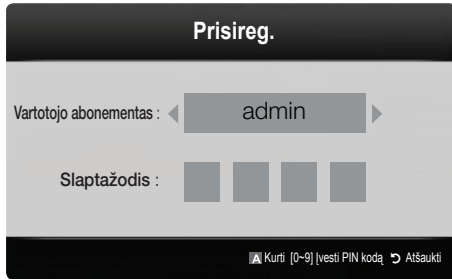 Prisireg.
Vartotojo abonementas : admin
Slaptažodis :
A Kurti [0~9] Įvesti PIN kodą Atšaukti